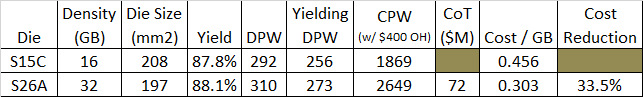 Die Density (GB) Die Size (mm2) Yield DPW Yielding DPW CPW (w/ $400 OH) CoT ($M) Cost / GB Cost Reduction
S15C 16 208 87.8% 292 256 1869 0.456
S26A 32 197 88.1% 310 273 2649 72 0.303 33.5%